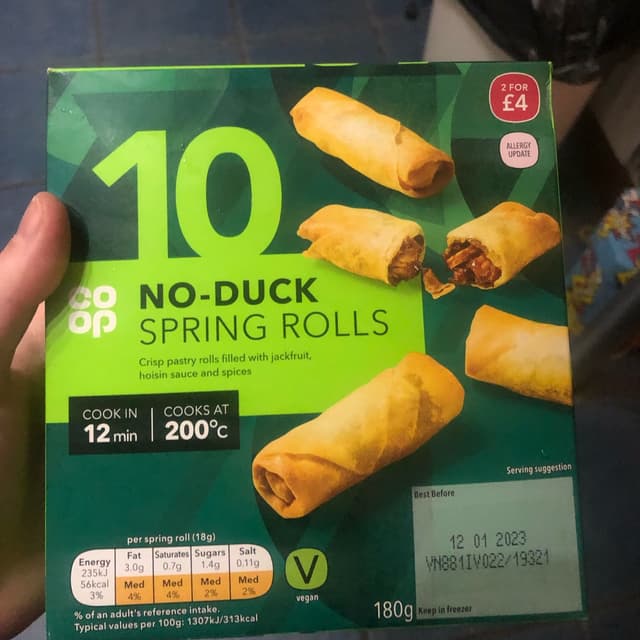 2 FOR
£4
ALLERGY
UPDATE
10
CO
OP
NO-DUCK
SPRING ROLLS
Crisp pastry rolls filled with jackfruit,
hoisin sauce and spices
COOK IN
12 min
COOKS AT
200°C
Serving suggestion
Best Before
12 01 2023
VN881IV022/19321
Keep in freezer
per spring roll (18g)
Energy
235kJ
56kcal
3%
Fat
3.0g
Med
4%
Saturates
0.7g
Med
4%
Sugars
1.4g
Med
2%
Salt
0.11g
Med
2%
% of an adult's reference intake.
Typical values per 100g: 1307kJ/313kcal
V
vegan
180g